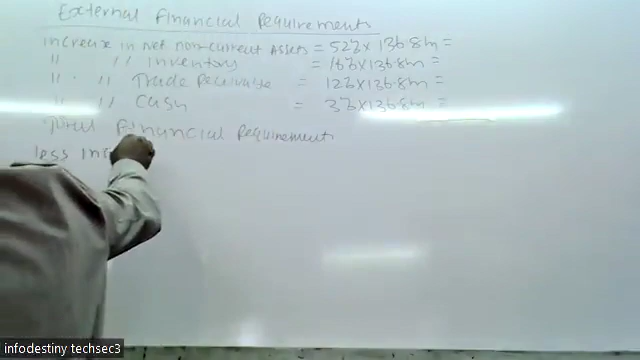 External Financial Requirements
increase in net non-current Assets = 52% x 136.8m =
" " Inventory = 16% x 136.8m =
" " Trade Receivable = 12% x 136.8m =
" " Cash = 3% x 136.8m =
Total Financial Requirement
less inc
infodestiny techsec3